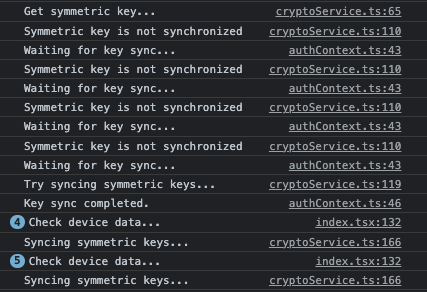 Get symmetric key... cryptoService.ts:65
Symmetric key is not synchronized cryptoService.ts:110
Waiting for key sync... authContext.ts:43
Symmetric key is not synchronized cryptoService.ts:110
Waiting for key sync... authContext.ts:43
Symmetric key is not synchronized cryptoService.ts:110
Waiting for key sync... authContext.ts:43
Symmetric key is not synchronized cryptoService.ts:110
Waiting for key sync... authContext.ts:43
Try syncing symmetric keys... cryptoService.ts:119
Key sync completed. authContext.ts:46
4 Check device data... index.tsx:132
Syncing symmetric keys... cryptoService.ts:166
5 Check device data... index.tsx:132
Syncing symmetric keys... cryptoService.ts:166